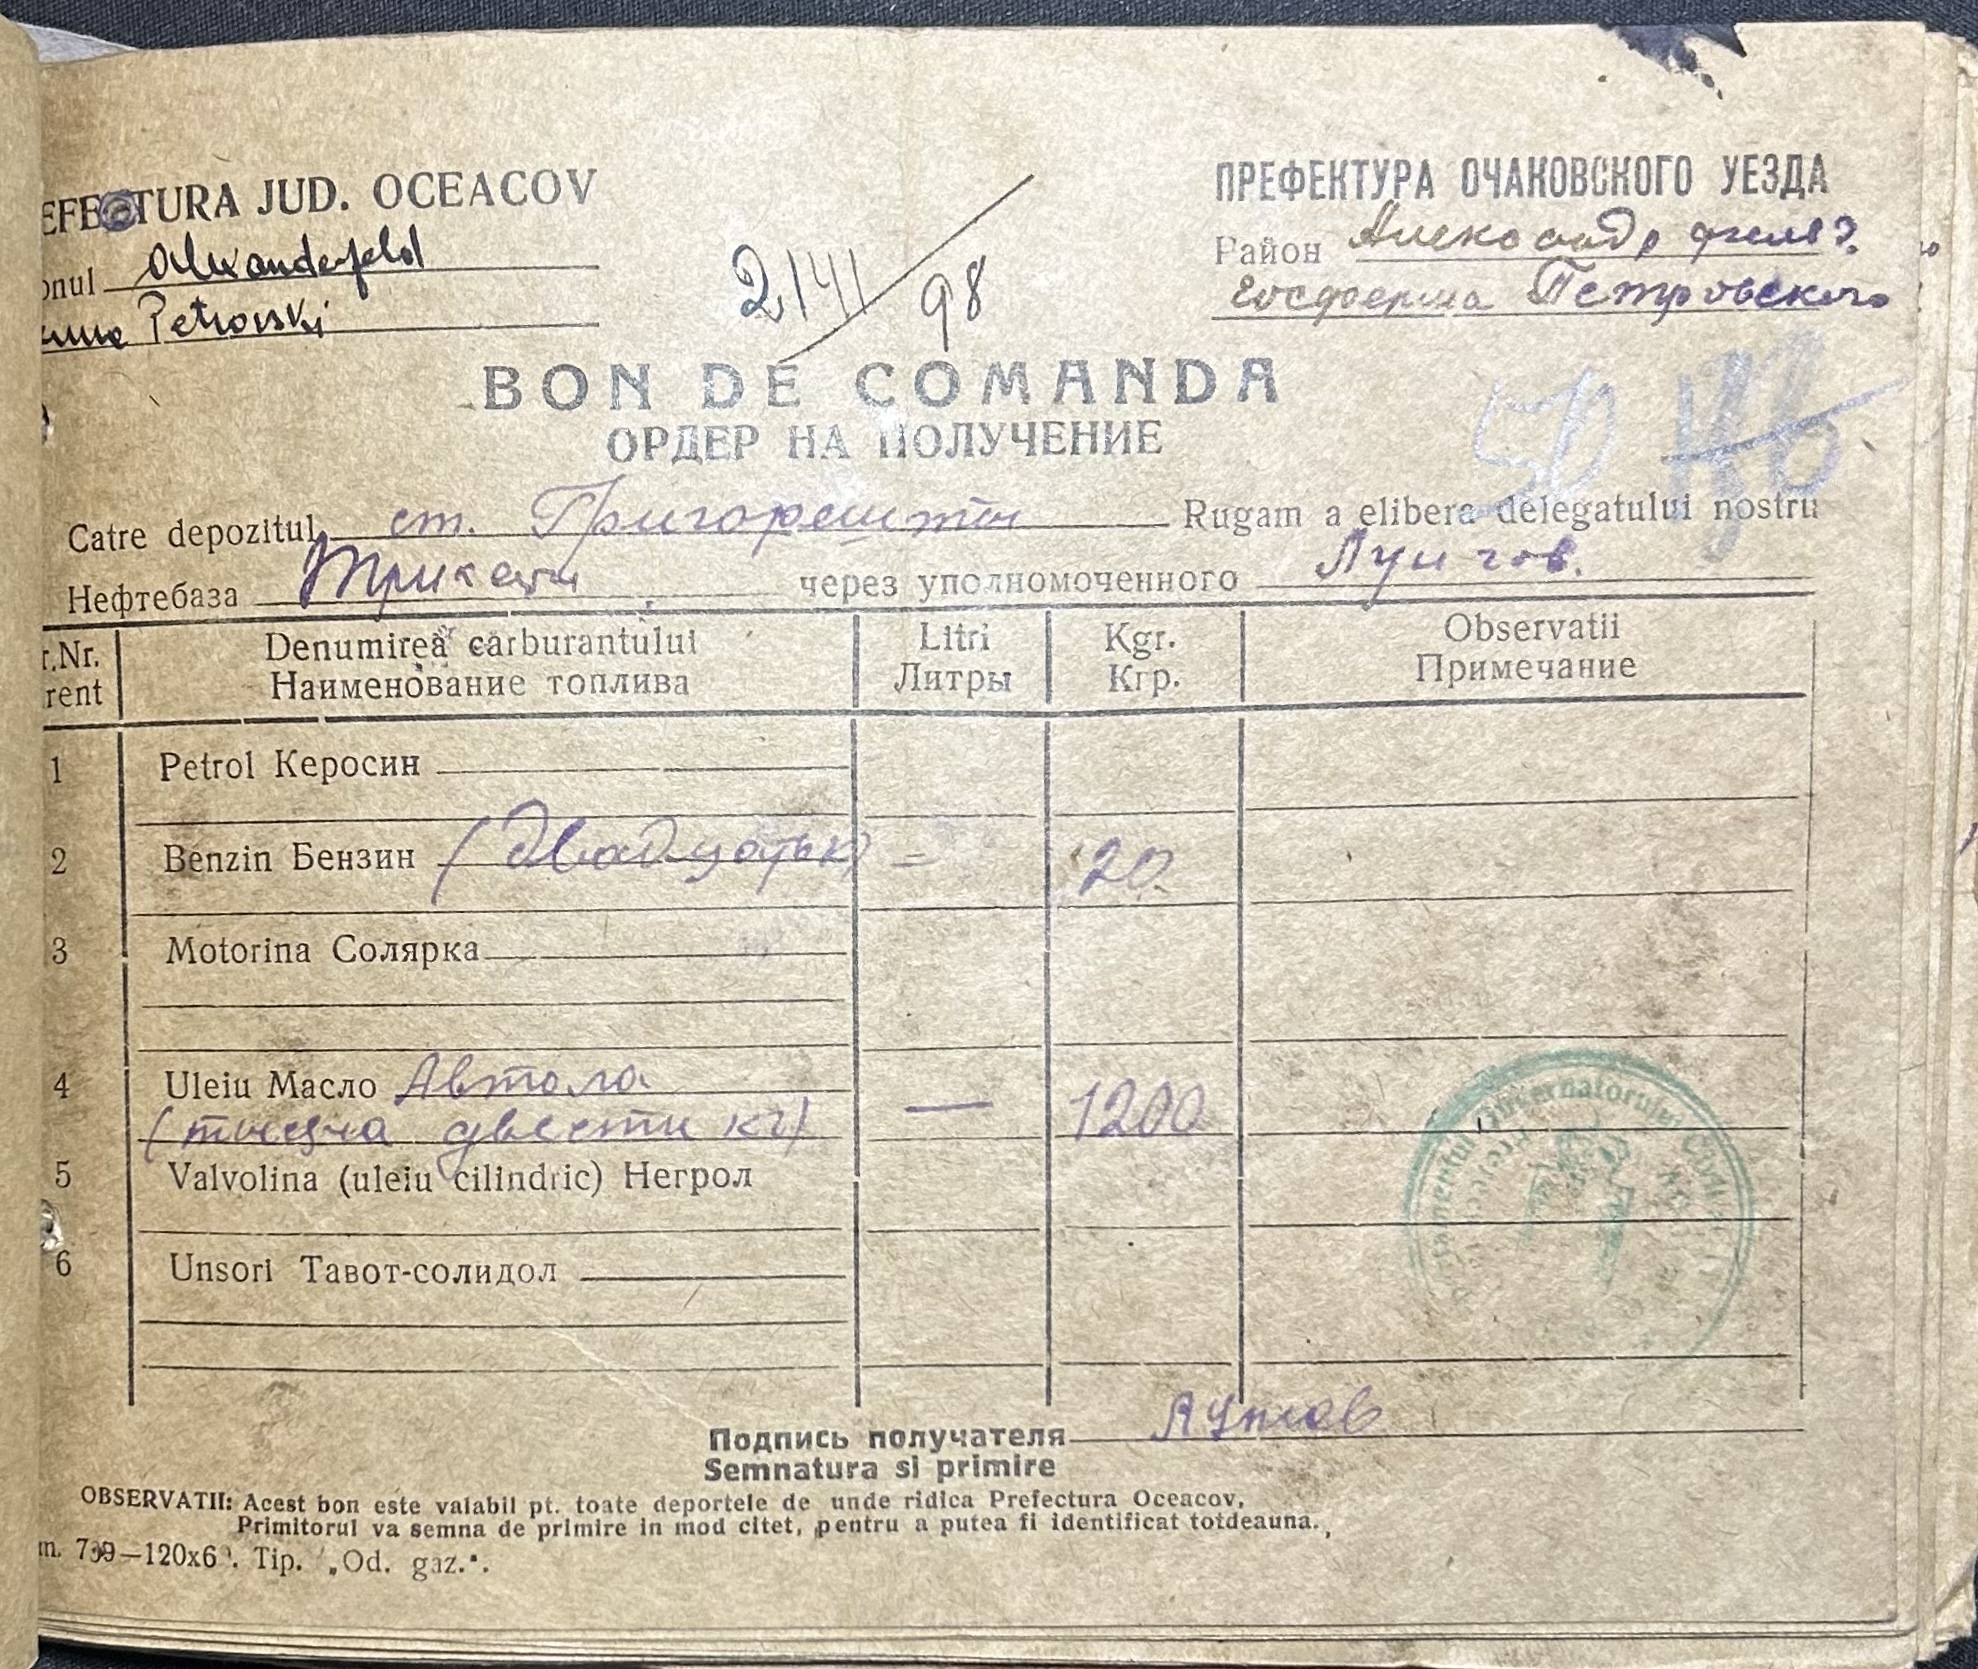 EFECTURA JUD. OCEACOV
onul Alexanderfeld
Petrovski
98
ПРЕФЕКТУРА ОЧАКОВСКОГО УЕЗДА
Район
Госферма Петровского
50
BON DE COMANDA
ОРДЕР НА ПОЛУЧЕНИЕ
Catre depozitul ст. Григорешты Rugam a elibera delegatului nostru
Нефтебаза через уполномоченного
r.Nr. Denumirea carburantului Litri Kgr. Observatii
rent Наименование топлива Литры Кгр. Примечание
1 Petrol Керосин
2 Benzin Бензин (двадцать к) = 20
3 Motorina Солярка
4 Uleiu Масло Автола
(тысяча двести кг) — 1200
5 Valvolina (uleiu cilindric) Негрол
6 Unsori Тавот-солидол
Подпись получателя
Semnatura si primire
OBSERVATII: Acest bon este valabil pt. toate deportele de unde ridica Prefectura Oceacov,
Primitorul va semna de primire in mod citet, pentru a putea fi identificat totdeauna.
Tip. „Od. gaz.".